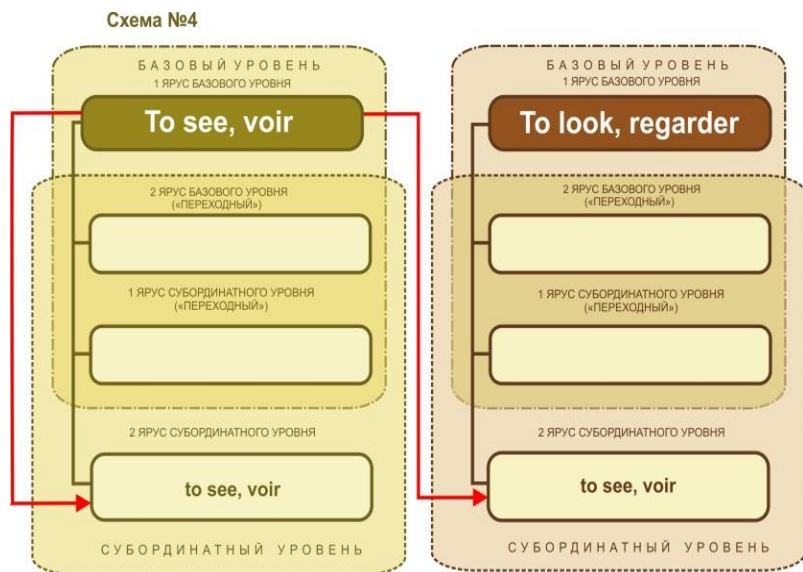 Схема №4
БАЗОВЫЙ УРОВЕНЬ
1 ЯРУС БАЗОВОГО УРОВНЯ
To see, voir
2 ЯРУС БАЗОВОГО УРОВНЯ
(«ПЕРЕХОДНЫЙ»)
1 ЯРУС СУБОРДИНАТНОГО УРОВНЯ
(«ПЕРЕХОДНЫЙ»)
2 ЯРУС СУБОРДИНАТНОГО УРОВНЯ
to see, voir
СУБОРДИНАТНЫЙ УРОВЕНЬ
БАЗОВЫЙ УРОВЕНЬ
1 ЯРУС БАЗОВОГО УРОВНЯ
To look, regarder
2 ЯРУС БАЗОВОГО УРОВНЯ
(«ПЕРЕХОДНЫЙ»)
1 ЯРУС СУБОРДИНАТНОГО УРОВНЯ
(«ПЕРЕХОДНЫЙ»)
2 ЯРУС СУБОРДИНАТНОГО УРОВНЯ
to see, voir
СУБОРДИНАТНЫЙ УРОВЕНЬ